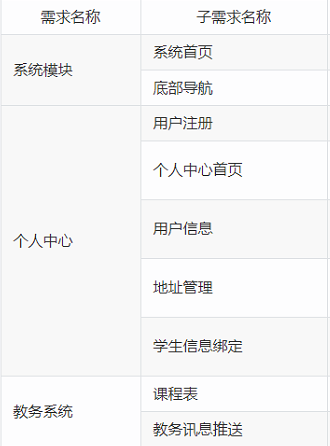 需求名称 子需求名称
系统模块 系统首页
底部导航
个人中心 用户注册
个人中心首页
用户信息
地址管理
学生信息绑定
教务系统 课程表
教务讯息推送